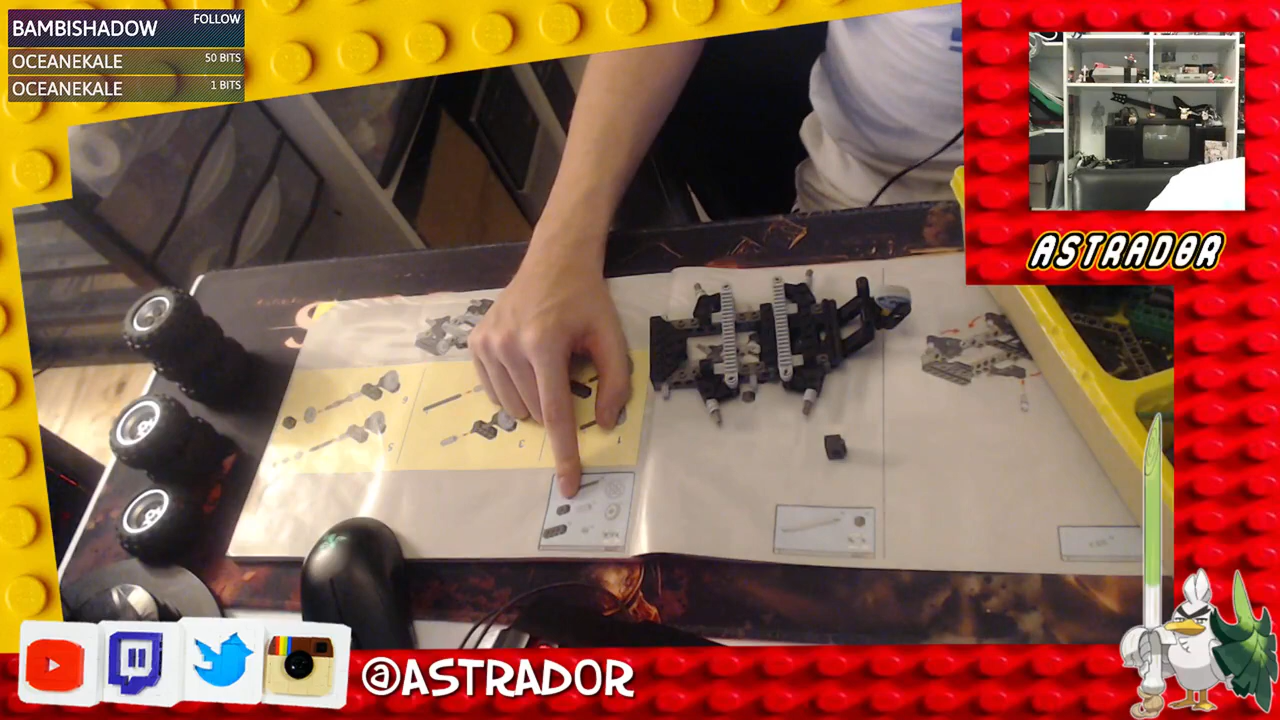 BAMBISHADOW FOLLOW
OCEANEKALE 50 BITS
OCEANEKALE 1 BITS
ASTRADOR
@ASTRADOR